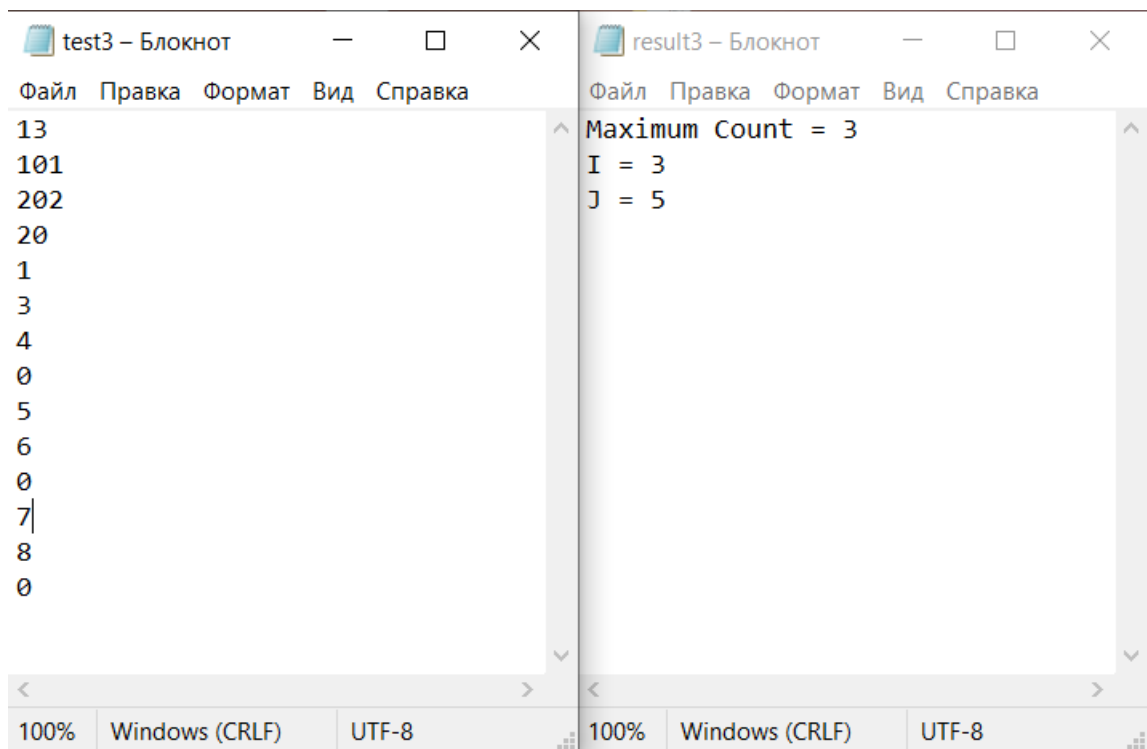 test3 – Блокнот
Файл Правка Формат Вид Справка
13
101
202
20
1
3
4
0
5
6
0
7
8
0
100%
Windows (CRLF)
UTF-8
result3 – Блокнот
Файл Правка Формат Вид Справка
Maximum Count = 3
I = 3
J = 5
100%
Windows (CRLF)
UTF-8